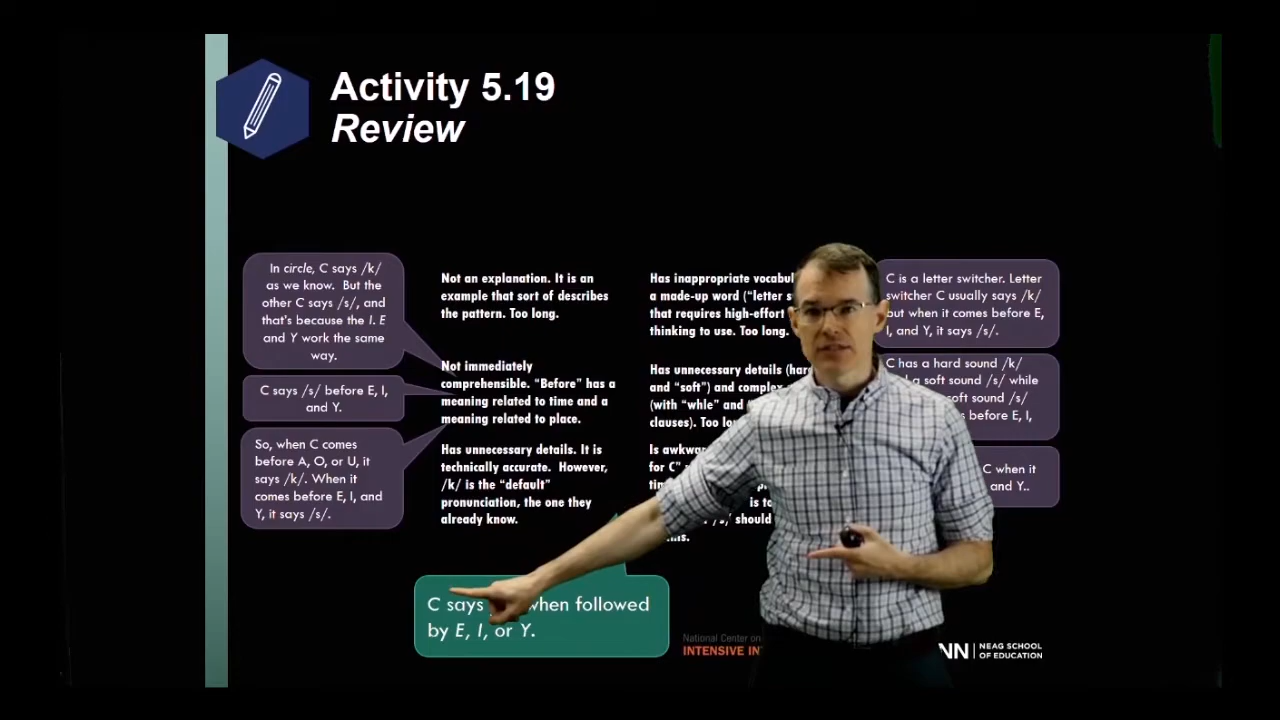 Activity 5.19
Review
In circle, C says /k/
as we know. But the
other C says /s/, and
that's because the I. E
and Y work the same
way.
C says /s/ before E, I,
and Y.
So, when C comes
before A, O, or U, it
says /k/. When it
comes before E, I, and
Y, it says /s/.
Not an explanation. It is an
example that sort of describes
the pattern. Too long.
Not immediately
comprehensible. "Before" has a
meaning related to time and a
meaning related to place.
Has unnecessary details. It is
technically accurate. However,
/k/ is the "default"
pronunciation, the one they
already know.
Has inappropriate
a made-up word ("letter
that requires high-effort
thinking to use. Too long.
Has unnecessary details
and "soft") and complex
(with "whle" and
clauses). Too
Is
for C"
is
should
C is a letter switcher. Letter
switcher C usually says /k/
but when it comes before E,
I, and Y, it says /s/.
C has a hard sound /k/
a soft sound /s/ while
soft sound /s/
before E, I,
C when it
and Y..
C says when followed
by E, I, or Y.
National Center on
INTENSIVE
NEAG SCHOOL
OF EDUCATION